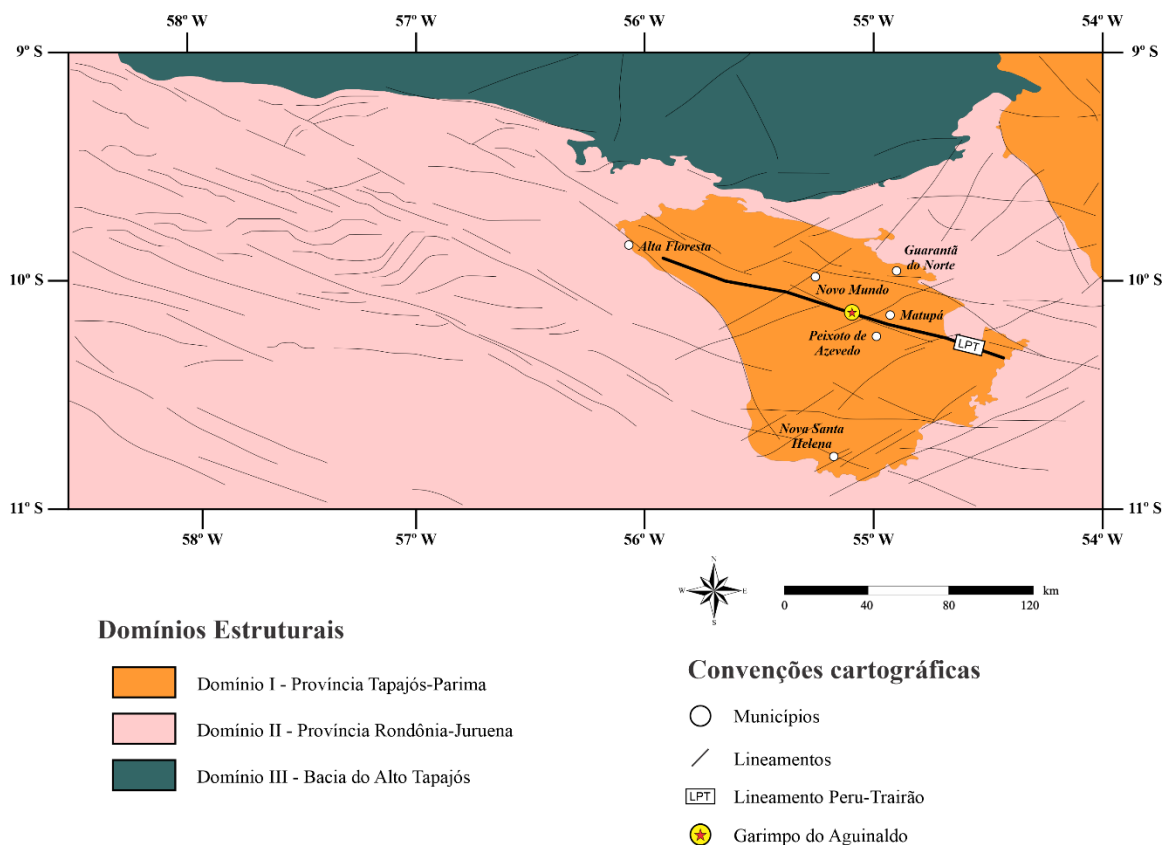 58º W
57º W
56º W
55º W
54º W
9º S
9º S
Alta Floresta
Guarantã
do Norte
10º S
10º S
Novo Mundo
Matupá
Peixoto de
Azevedo
LPT
Nova Santa
Helena
11º S
11º S
58º W
57º W
56º W
55º W
54º W
N
W
E
S
km
0
40
80
120
Domínios Estruturais
Domínio I - Província Tapajós-Parima
Domínio II - Província Rondônia-Juruena
Domínio III - Bacia do Alto Tapajós
Convenções cartográficas
Municípios
Lineamentos
LPT
Lineamento Peru-Trairão
Garimpo do Aguinaldo